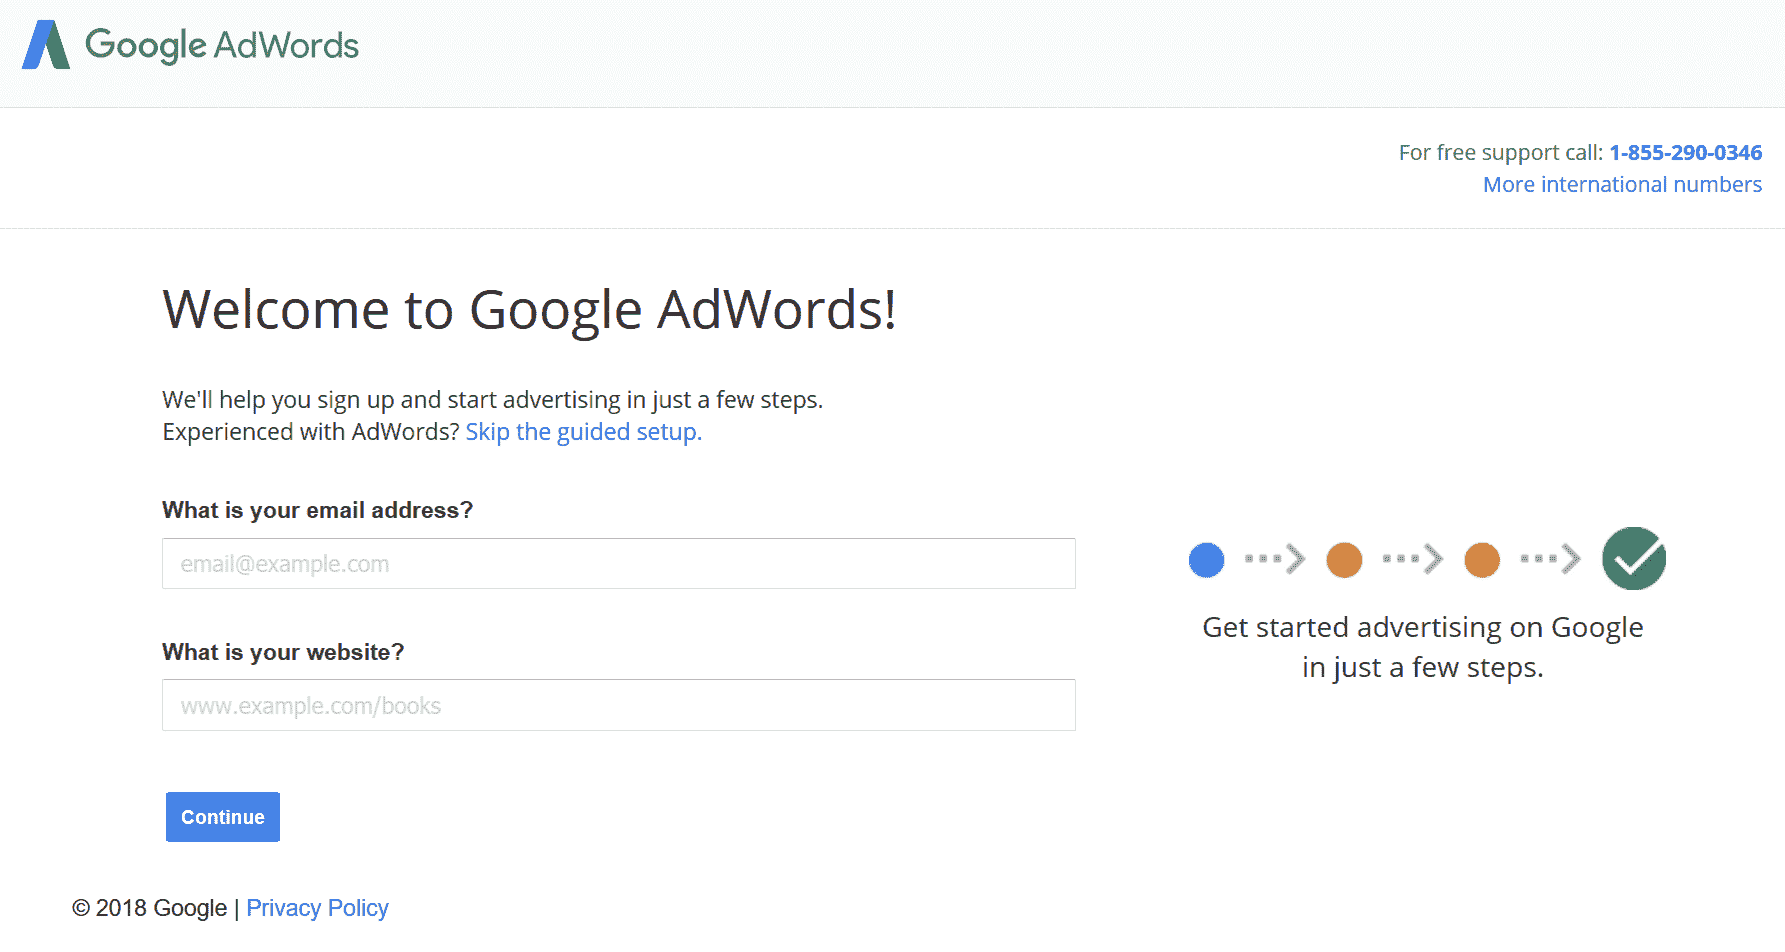 Google AdWords
For free support call: 1-855-290-0346
More international numbers
Welcome to Google AdWords!
We'll help you sign up and start advertising in just a few steps.
Experienced with AdWords? Skip the guided setup.
What is your email address?
email@example.com
What is your website?
www.example.com/books
Get started advertising on Google
in just a few steps.
Continue
© 2018 Google | Privacy Policy